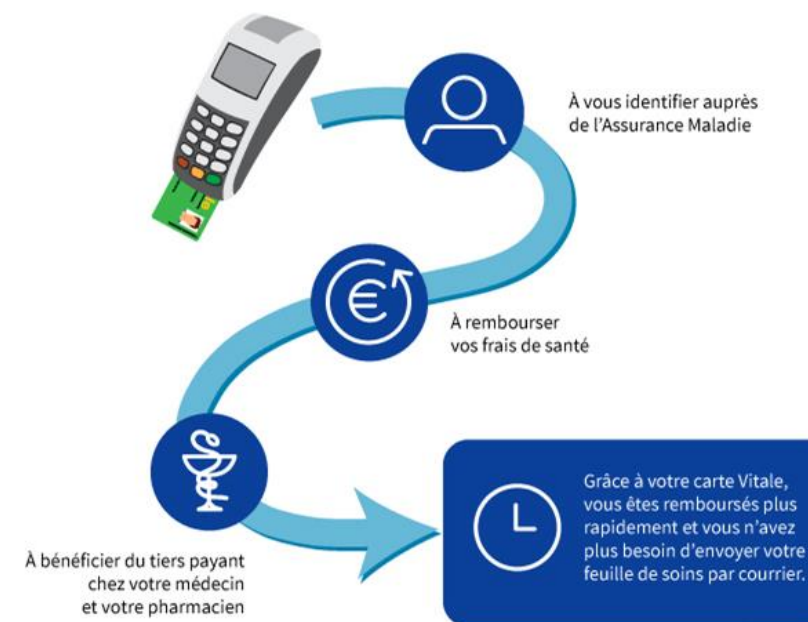 À vous identifier auprès
de l'Assurance Maladie
À rembourser
vos frais de santé
À bénéficier du tiers payant
chez votre médecin
et votre pharmacien
Grâce à votre carte Vitale,
vous êtes remboursés plus
rapidement et vous n'avez
plus besoin d'envoyer votre
feuille de soins par courrier.